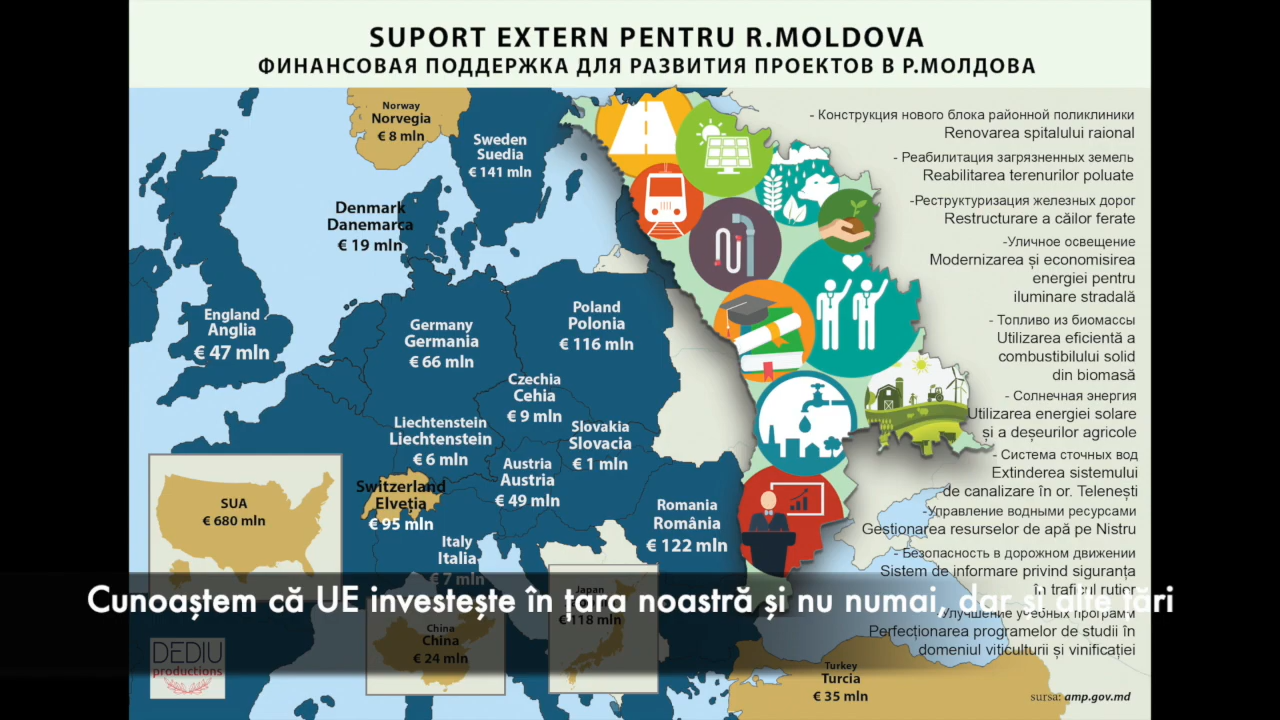 SUPORT EXTERN PENTRU R.MOLDOVA
ФИНАНСОВАЯ ПОДДЕРЖКА ДЛЯ РАЗВИТИЯ ПРОЕКТОВ В Р.МОЛДОВА
Norway
Norvegia
€ 8 mln
Sweden
Suedia
€ 141 mln
Denmark
Danemarca
€ 19 mln
England
Anglia
€ 47 mln
Germany
Germania
€ 66 mln
Poland
Polonia
€ 116 mln
Czechia
Cehia
€ 9 mln
Liechtenstein
Liechtenstein
€ 6 mln
Slovakia
Slovacia
€ 1 mln
Austria
Austria
€ 49 mln
Switzerland
Elveția
€ 95 mln
Romania
România
€ 122 mln
Italy
Italia
€ 7 mln
SUA
€ 680 mln
Japan
€ 118 mln
China
China
€ 24 mln
Turkey
Turcia
€ 35 mln
- Конструкция нового блока районной поликлиники
Renovarea spitalului raional
- Реабилитация загрязненных земель
Reabilitarea terenurilor poluate
-Реструктуризация железных дорог
Restructurare a căilor ferate
-Уличное освещение
Modernizarea și economisirea
energiei pentru
iluminare stradală
- Топливо из биомассы
Utilizarea eficientă a
combustibilului solid
din biomasă
- Солнечная энергия
Utilizarea energiei solare
și a deșeurilor agricole
- Система сточных вод
Extinderea sistemului
de canalizare în or. Telenești
-Управление водными ресурсами
Gestionarea resurselor de apă pe Nistru
- Безопасность в дорожном движении
Sistem de informare privind siguranța
în traficul rutier
-Улучшение учебных программ
Perfecționarea programelor de studii în
domeniul viticulturii și vinificației
sursa: amp.gov.md
Cunoaștem că UE investește în țara noastră și nu numai, dar și alte țări
DEDIU
productions